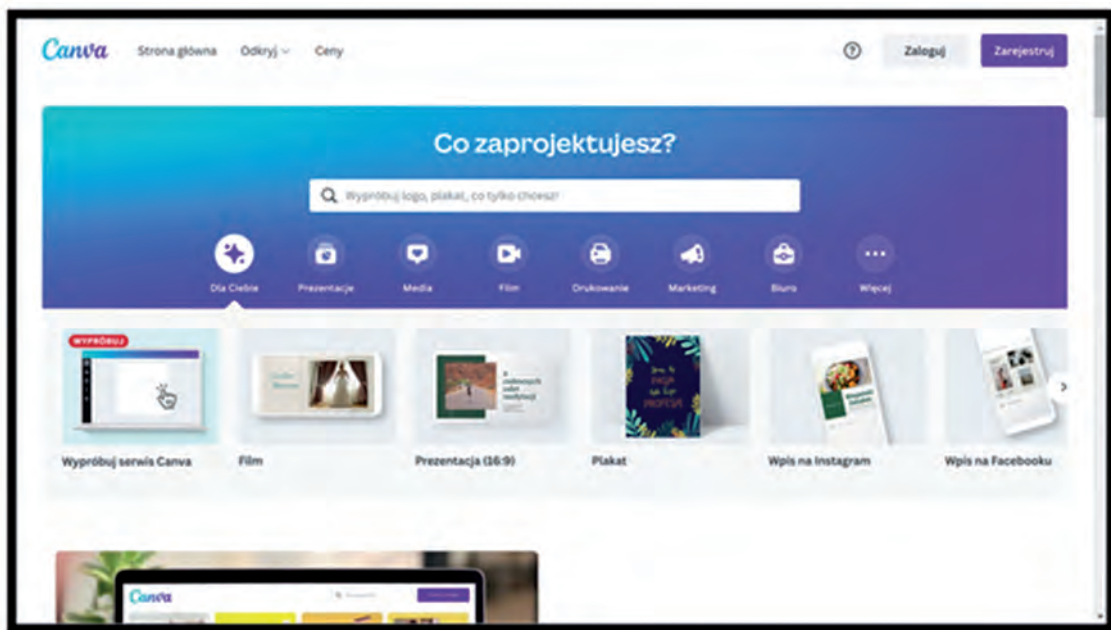 Canva Strona główna Odkryj Ceny ? Zaloguj Zarejestruj
Co zaprojektujesz?
Wypróbuj logo, plakat, co tylko chcesz!
Dla Ciebie Prezentacje Media Film Drukowanie Marketing Biuro Więcej
WYPRÓBUJ
Wypróbuj serwis Canva Film Prezentacja (16:9) Plakat Wpis na Instagram Wpis na Facebooku
Canva